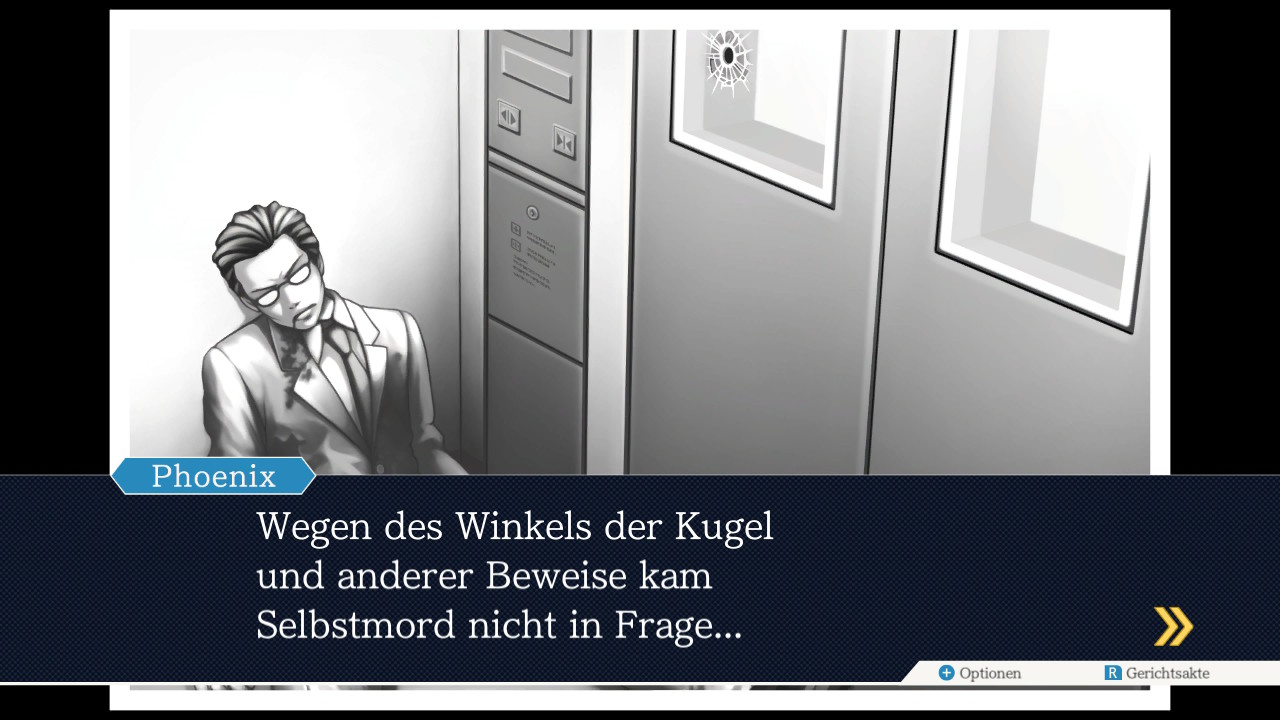 Phoenix
Wegen des Winkels der Kugel
und anderer Beweise kam
Selbstmord nicht in Frage...
+ Optionen
R Gerichtsakte